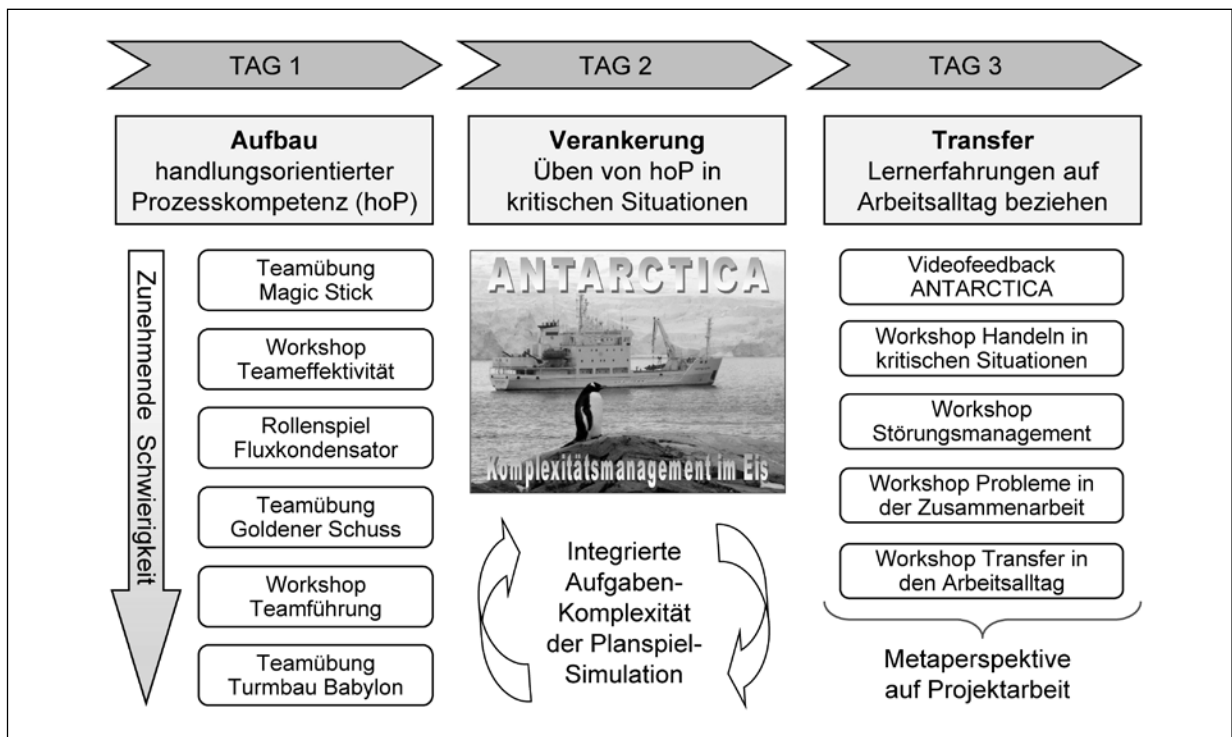 TAG 1
TAG 2
TAG 3
Aufbau
handlungsorientierter
Prozesskompetenz (hoP)
Verankerung
Üben von hoP in
kritischen Situationen
Transfer
Lernerfahrungen auf
Arbeitsalltag beziehen
Zunehmende Schwierigkeit
Teamübung
Magic Stick
Workshop
Teameffektivität
Rollenspiel
Fluxkondensator
Teamübung
Goldener Schuss
Workshop
Teamführung
Teamübung
Turmbau Babylon
ANTARCTICA
Komplexitätsmanagement im Eis
Integrierte
Aufgaben-
Komplexität
der Planspiel-
Simulation
Videofeedback
ANTARCTICA
Workshop Handeln in
kritischen Situationen
Workshop
Störungsmanagement
Workshop Probleme in
der Zusammenarbeit
Workshop Transfer in
den Arbeitsalltag
Metaperspektive
auf Projektarbeit